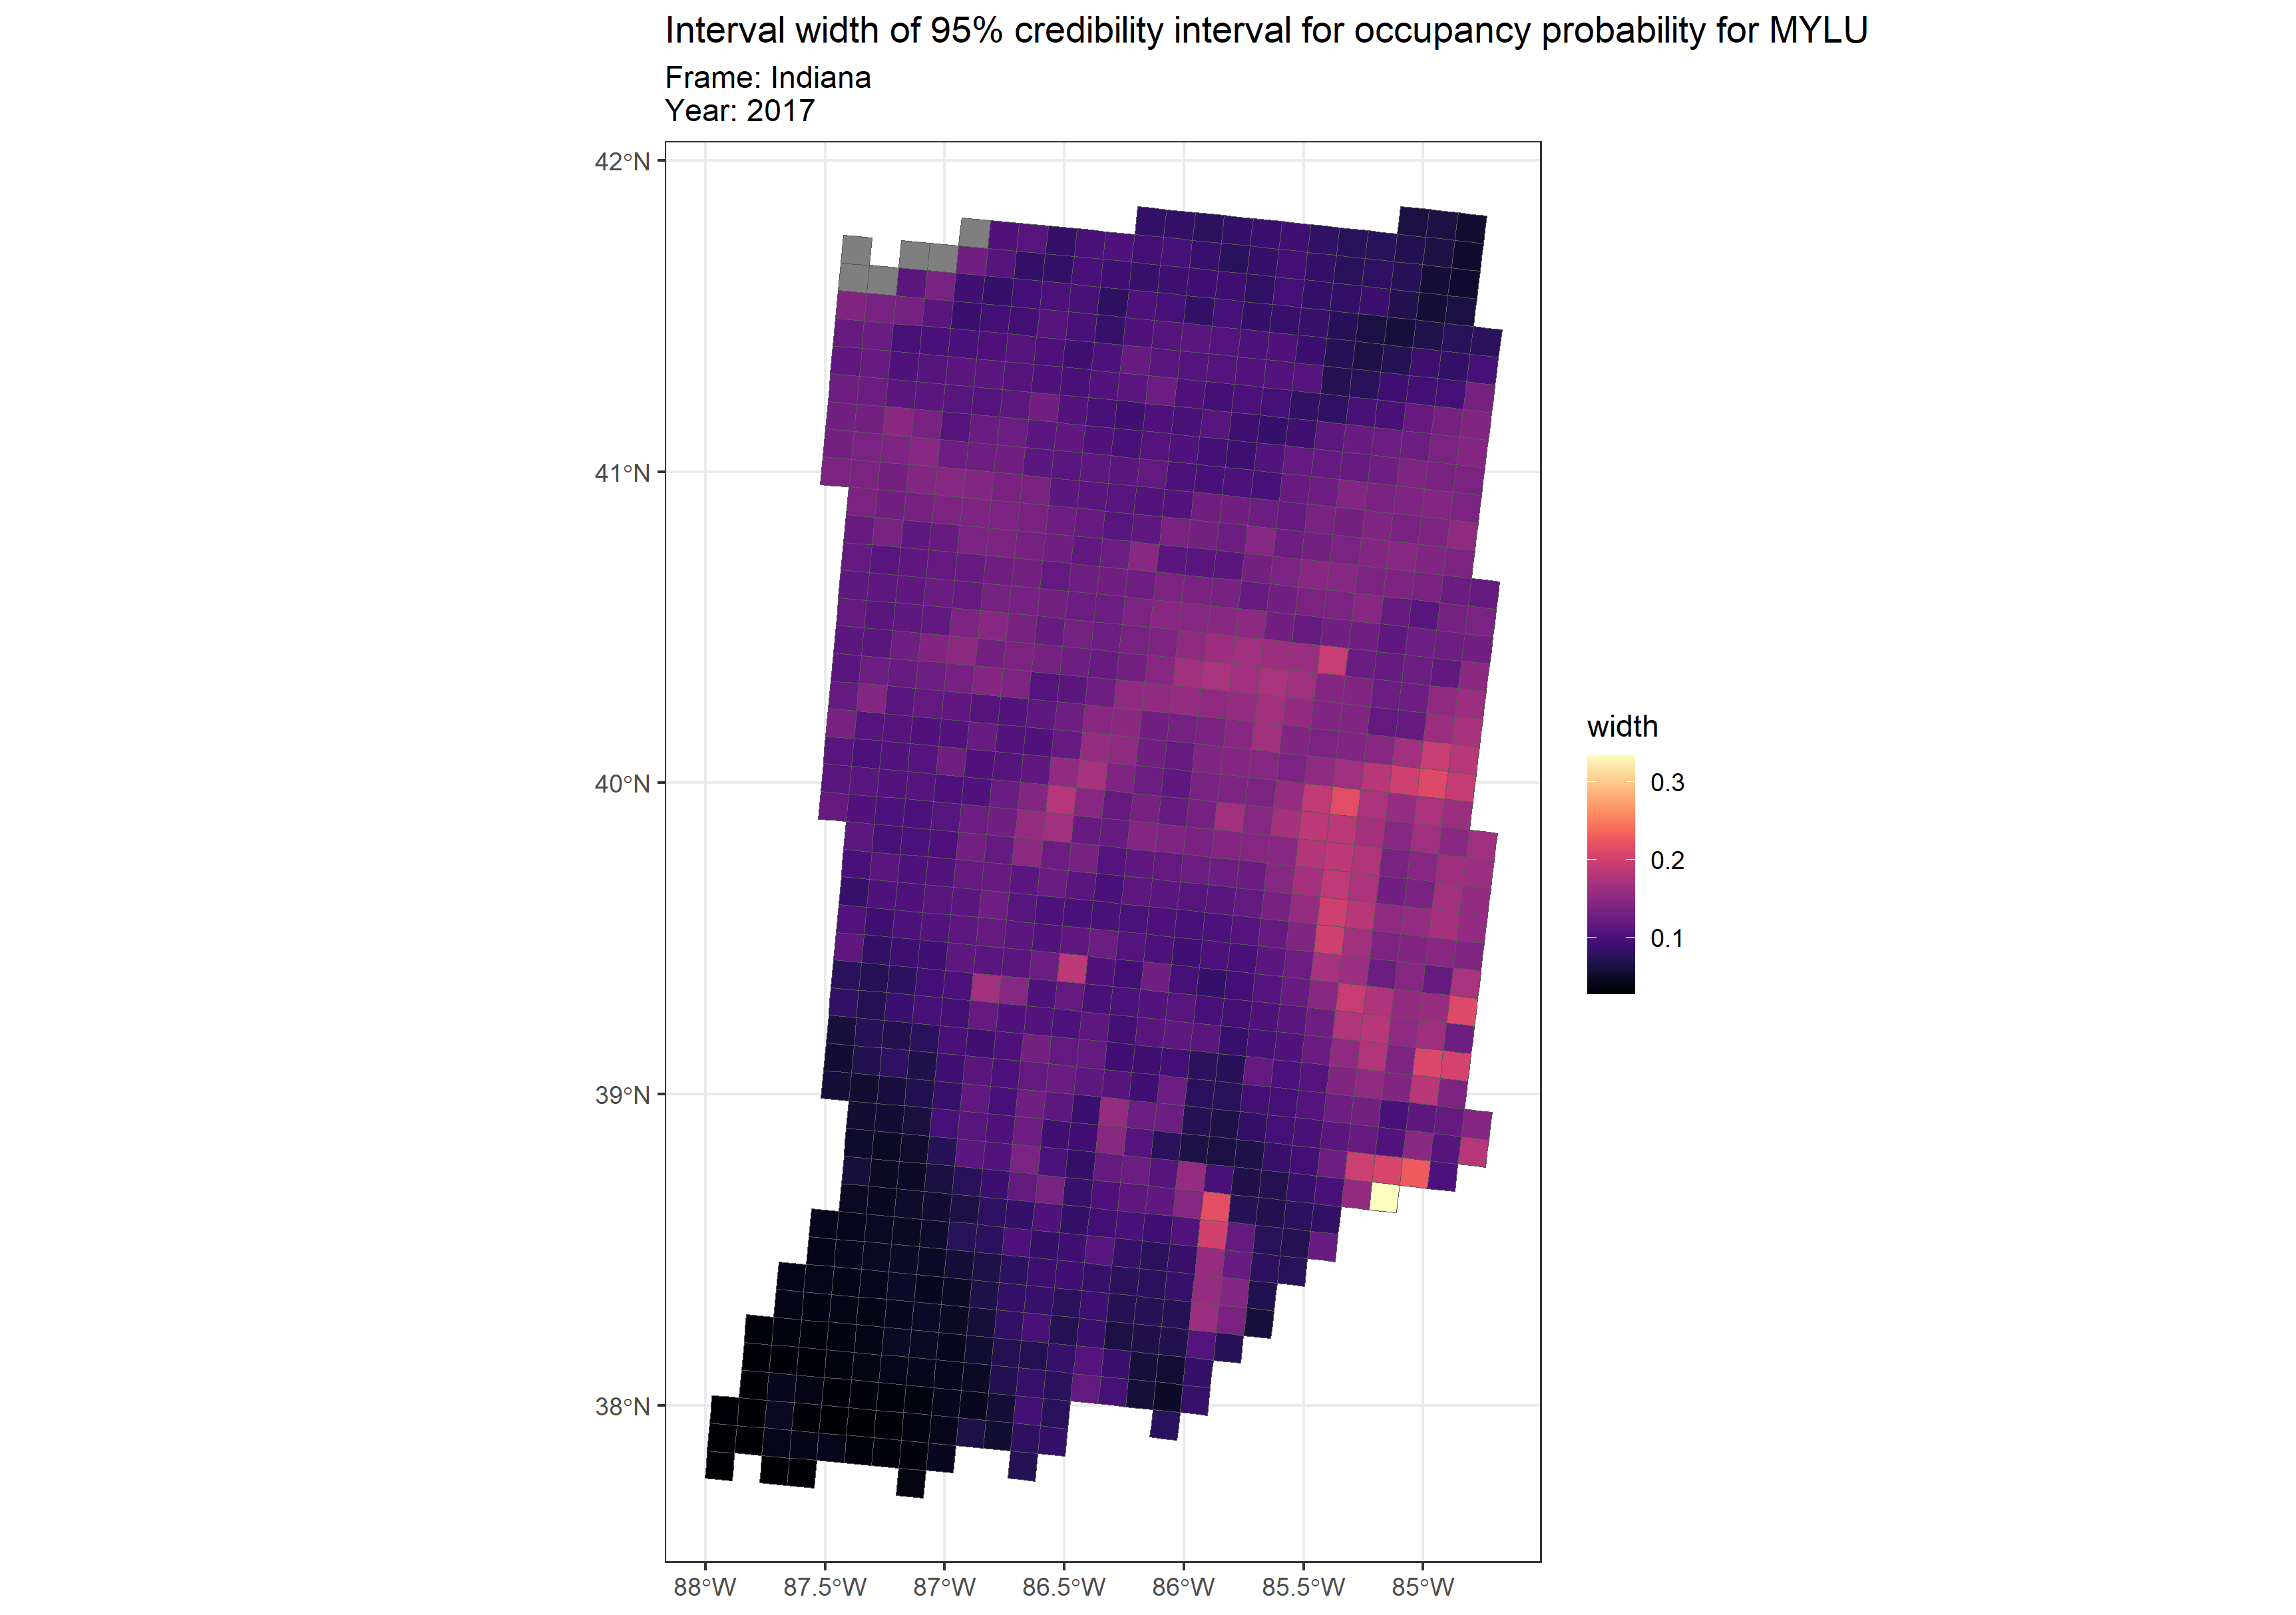 Interval width of 95% credibility interval for occupancy probability for MYLU
Frame: Indiana
Year: 2017
42°N
41°N
40°N
39°N
38°N
88°W
87.5°W
87°W
86.5°W
86°W
85.5°W
85°W
width
0.3
0.2
0.1